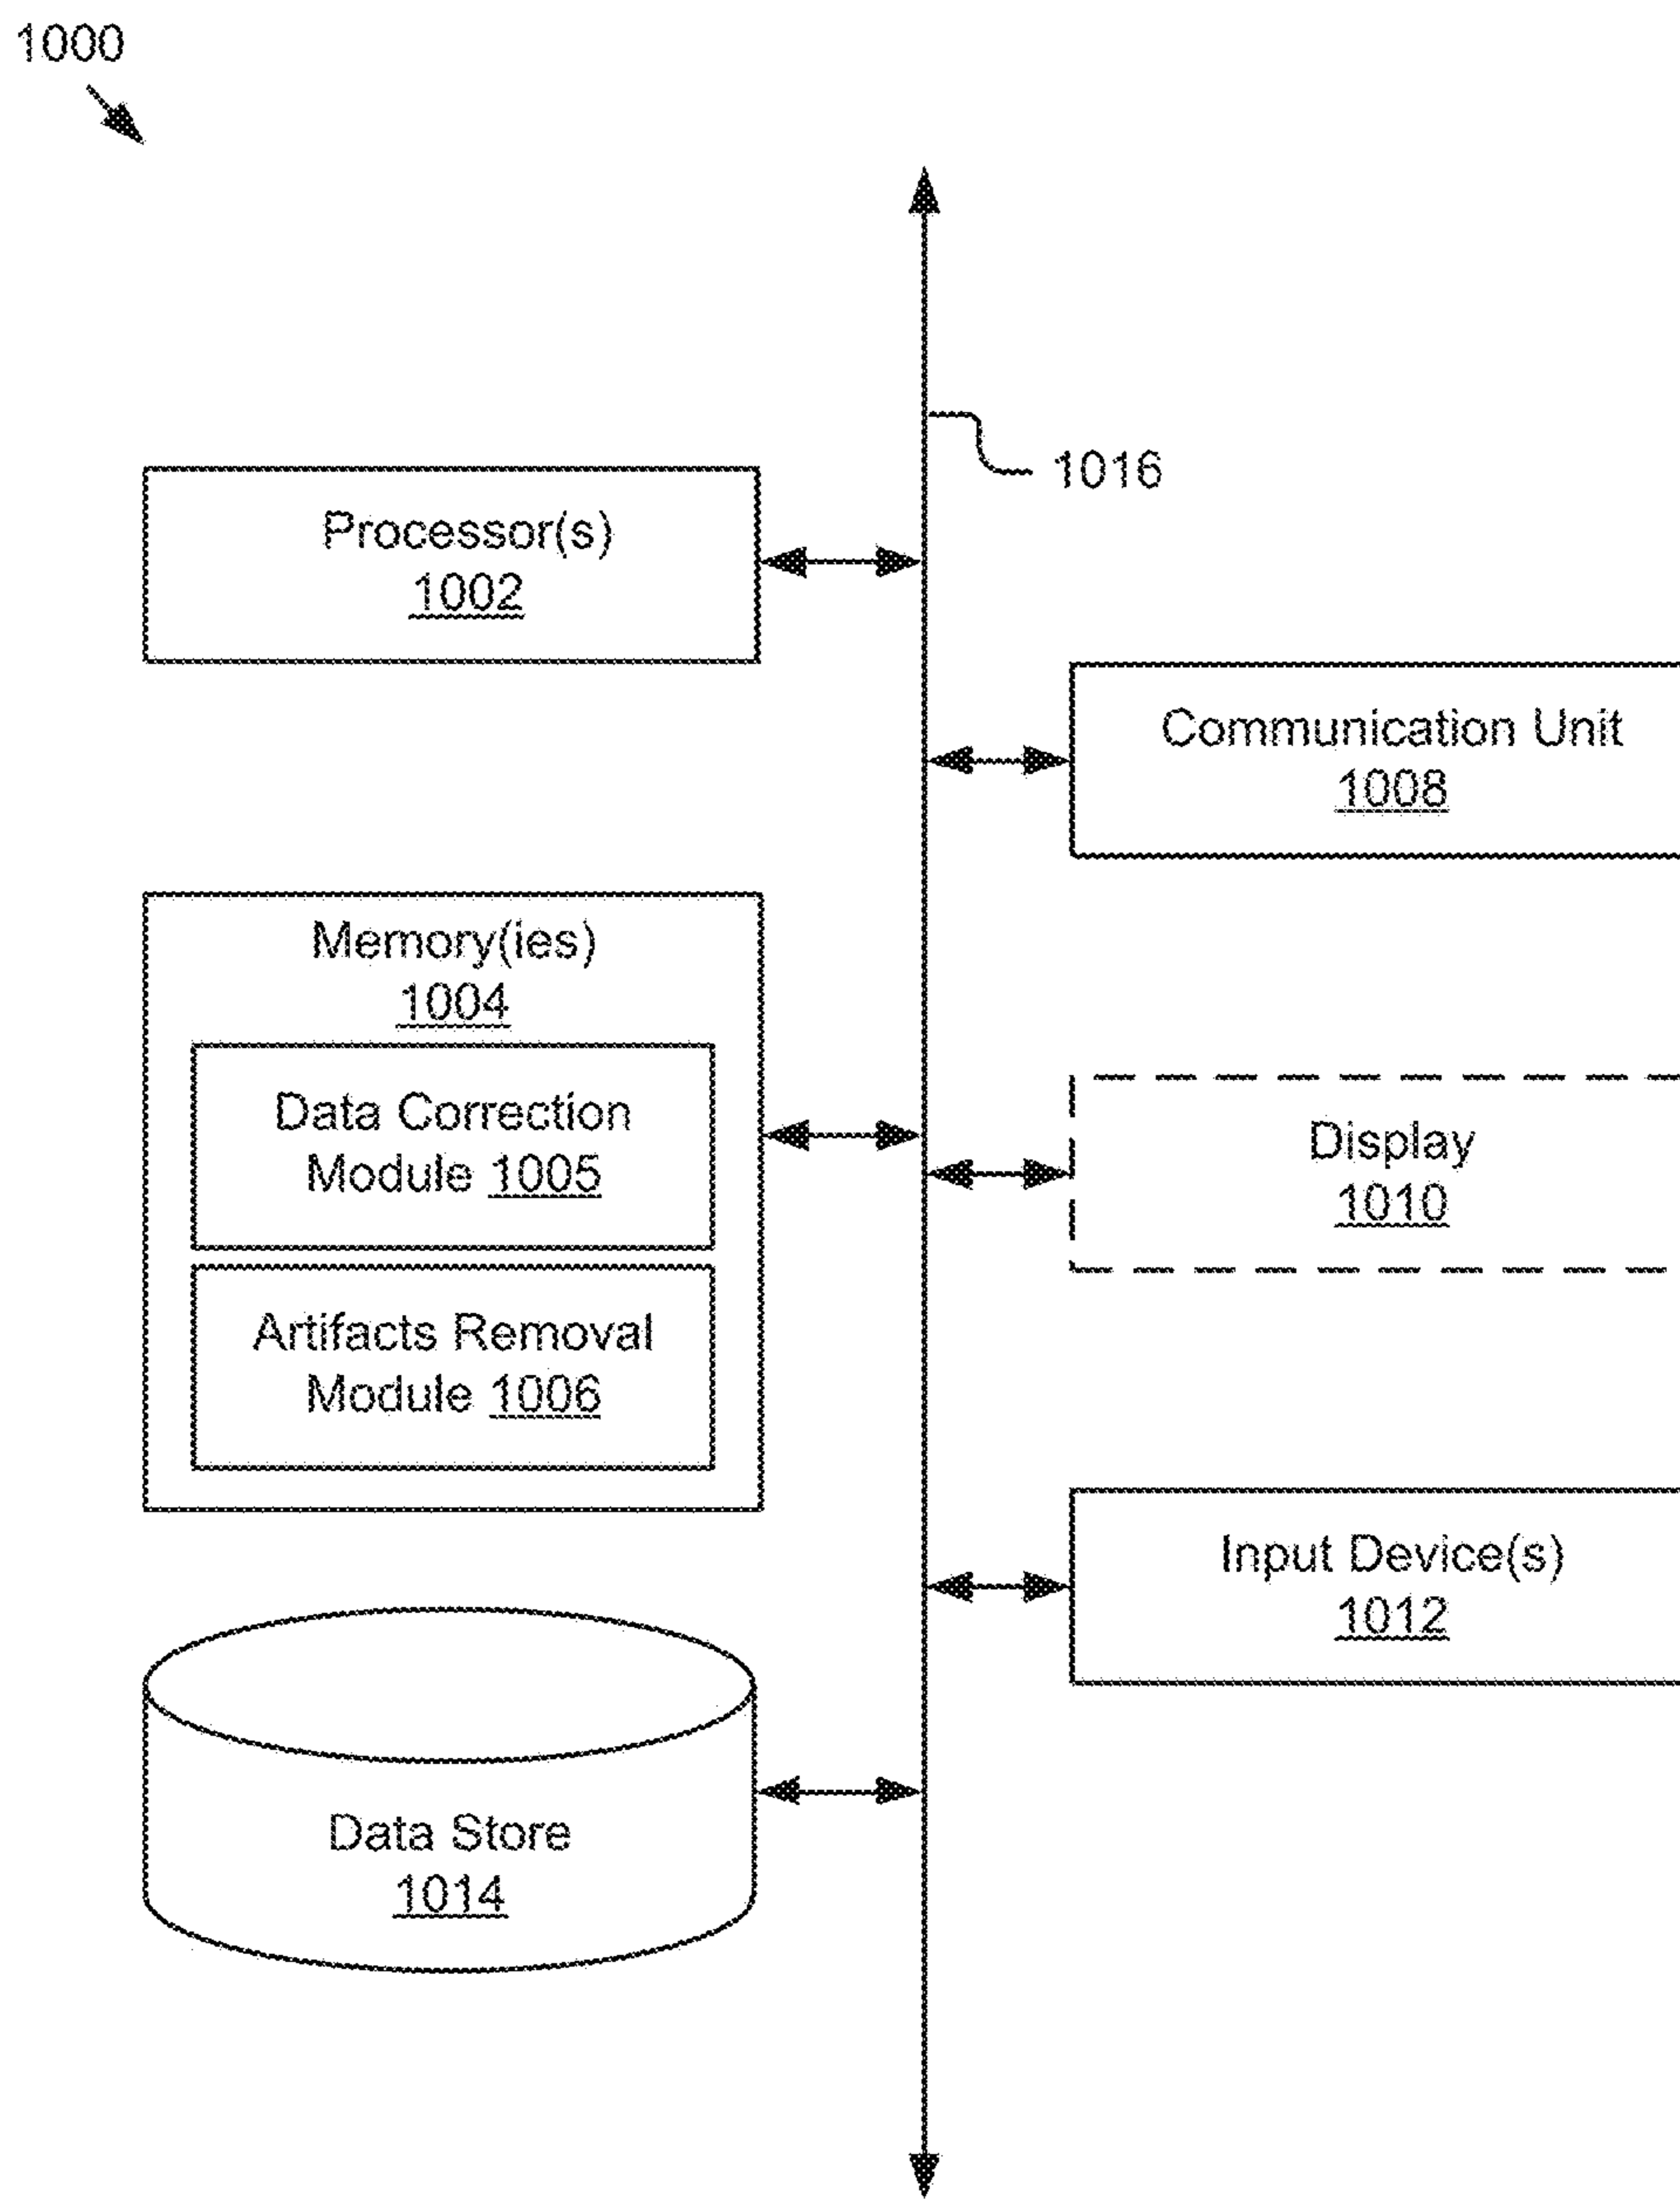 1000
1016
Processor(s)
1002
Communication Unit
1008
Memory(ies)
1004
Data Correction
Module 1005
Display
1010
Artifacts Removal
Module 1006
Input Device(s)
1012
Data Store
1014